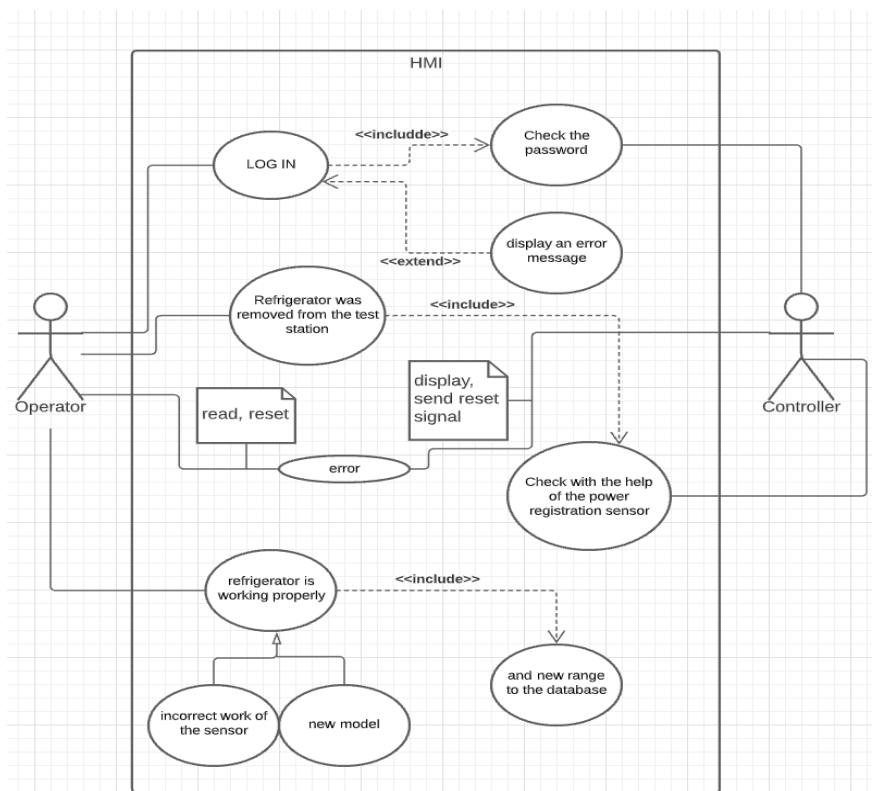 HMI
<<includde>>
Check the
password
LOG IN
display an error
message
<<extend>>
Refrigerator was
removed from the test
station
<<include>>
display,
send reset
signal
read, reset
Operator
Controller
error
Check with the help
of the power
registration sensor
refrigerator is
working properly
<<include>>
and new range
to the database
incorrect work of
the sensor
new model